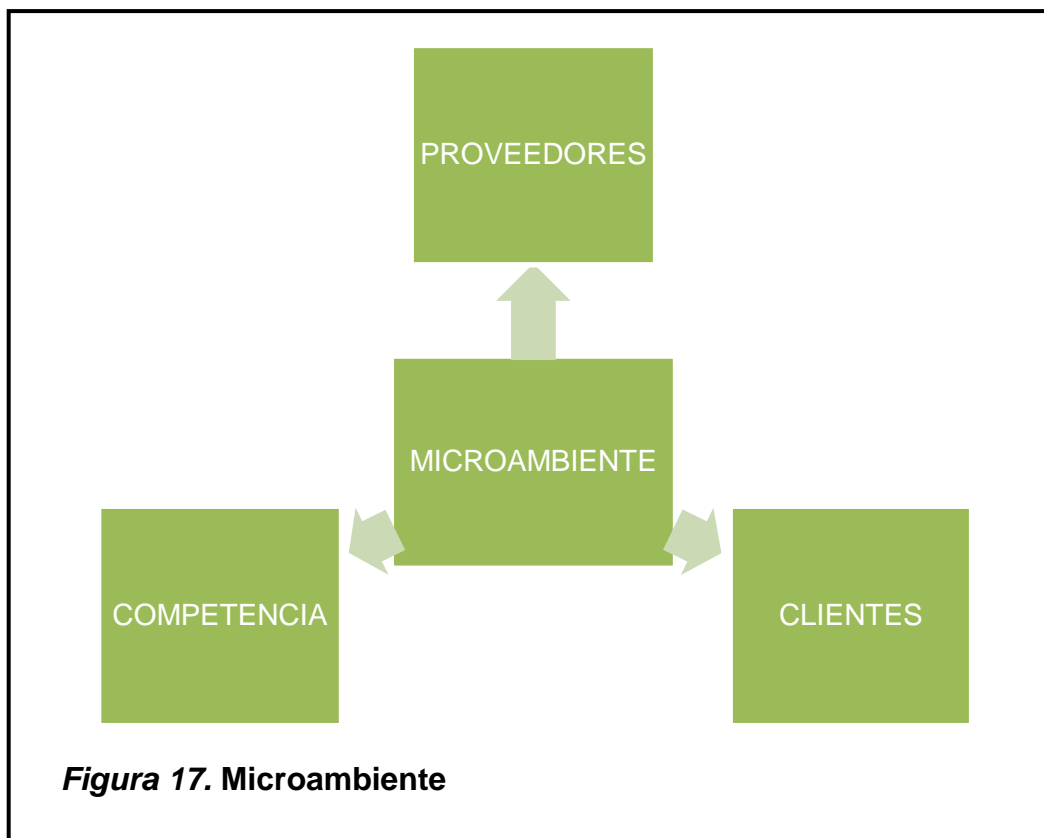 PROVEEDORES
MICROAMBIENTE
COMPETENCIA
CLIENTES
Figura 17. Microambiente